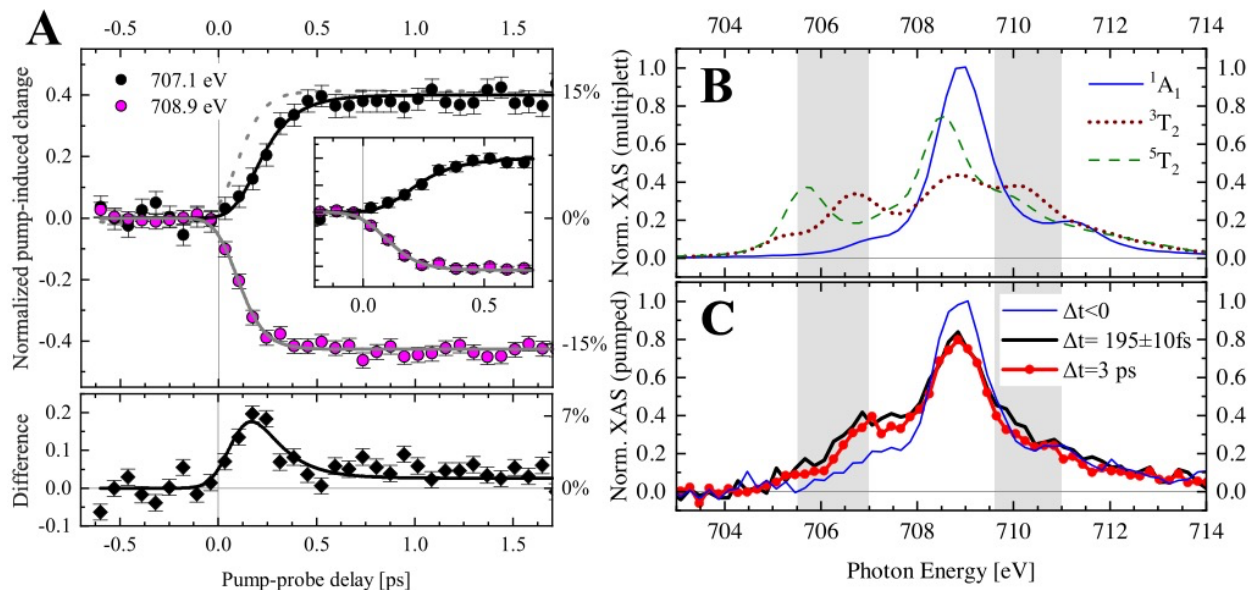 A
-0.5 0.0 0.5 1.0 1.5
707.1 eV
708.9 eV
Normalized pump-induced change
0.4
0.2
0.0
-0.2
-0.4
15%
0%
-15%
0.0 0.5
Difference
0.2
0.1
0.0
-0.1
7%
0%
-0.5 0.0 0.5 1.0 1.5
Pump-probe delay [ps]
704 706 708 710 712 714
B
Norm. XAS (multiplett)
1.0
0.8
0.6
0.4
0.2
0.0
¹A₁
³T₂
⁵T₂
1.0
0.8
0.6
0.4
0.2
0.0
C
Norm. XAS (pumped)
1.0
0.8
0.6
0.4
0.2
0.0
Δt<0
Δt= 195±10fs
Δt=3 ps
1.0
0.8
0.6
0.4
0.2
0.0
704 706 708 710 712 714
Photon Energy [eV]